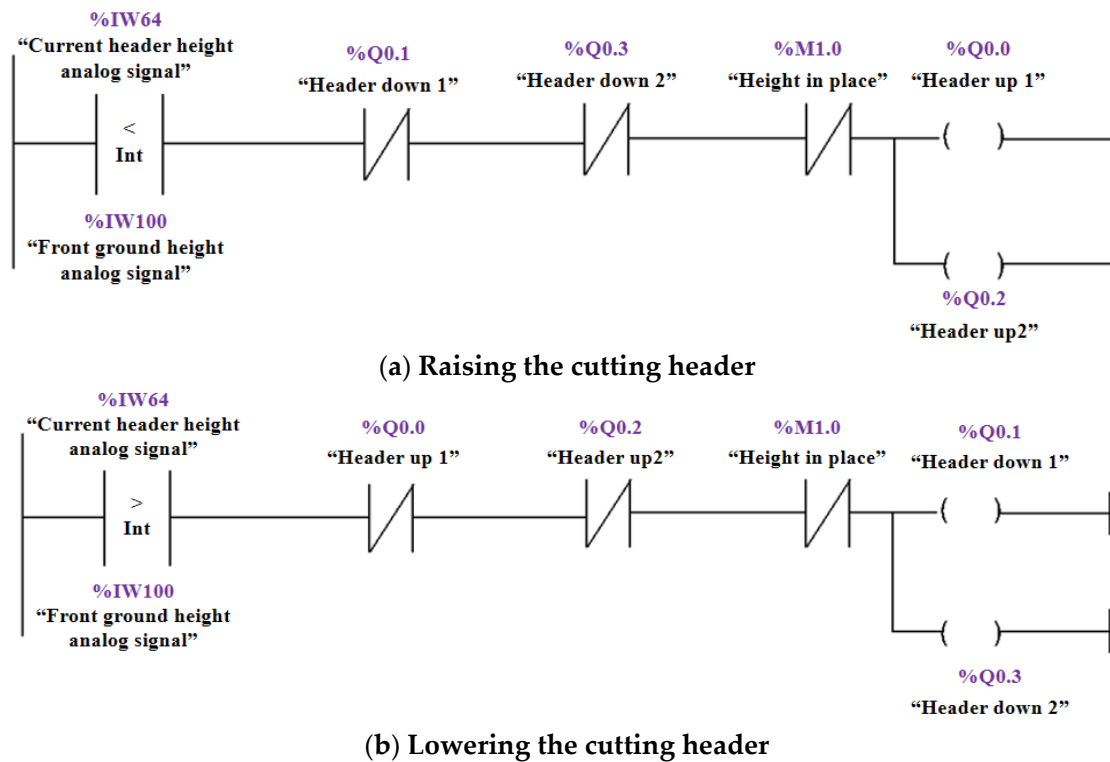 %IW64
“Current header height
analog signal”
<
Int
%IW100
“Front ground height
analog signal”
%Q0.1
“Header down 1”
%Q0.3
“Header down 2”
%M1.0
“Height in place”
%Q0.0
“Header up 1”
%Q0.2
“Header up2”
(a) Raising the cutting header
%IW64
“Current header height
analog signal”
>
Int
%IW100
“Front ground height
analog signal”
%Q0.0
“Header up 1”
%Q0.2
“Header up2”
%M1.0
“Height in place”
%Q0.1
“Header down 1”
%Q0.3
“Header down 2”
(b) Lowering the cutting header